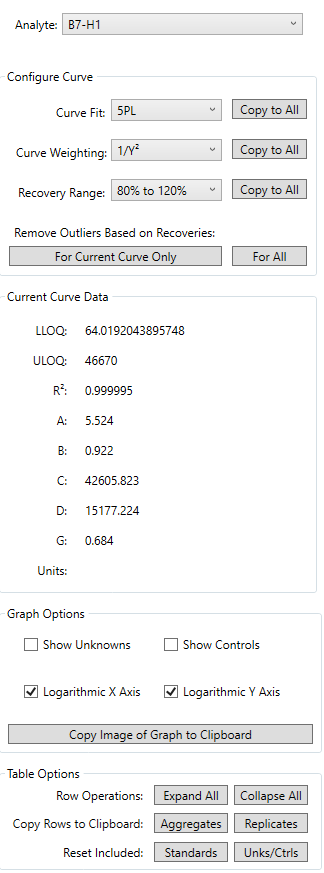 Analyte: B7-H1
Configure Curve
Curve Fit: 5PL Copy to All
Curve Weighting: 1/Y² Copy to All
Recovery Range: 80% to 120% Copy to All
Remove Outliers Based on Recoveries:
For Current Curve Only For All
Current Curve Data
LLOQ: 64.0192043895748
ULOQ: 46670
R²: 0.999995
A: 5.524
B: 0.922
C: 42605.823
D: 15177.224
G: 0.684
Units:
Graph Options
Show Unknowns Show Controls
Logarithmic X Axis Logarithmic Y Axis
Copy Image of Graph to Clipboard
Table Options
Row Operations: Expand All Collapse All
Copy Rows to Clipboard: Aggregates Replicates
Reset Included: Standards Unks/Ctrls